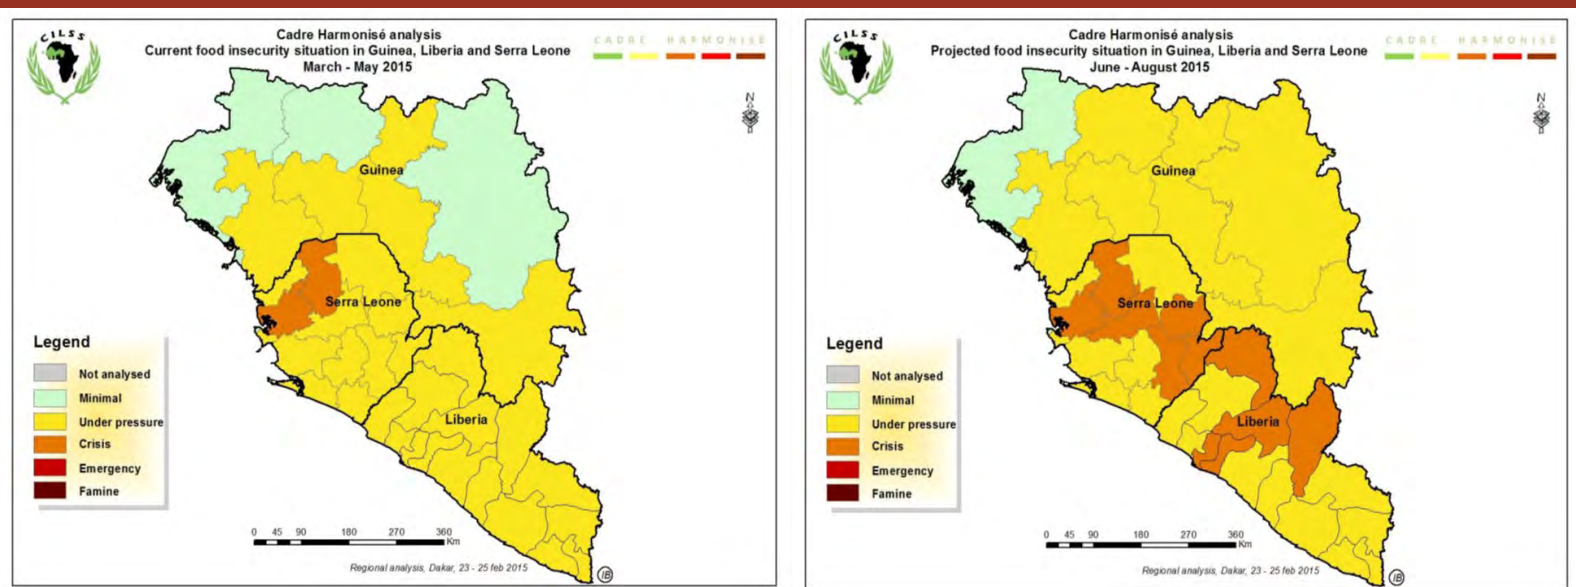 CILSS
Cadre Harmonisé analysis
Current food insecurity situation in Guinea, Liberia and Serra Leone
March - May 2015
CADRE HARMONISÉ
N
Guinea
Serra Leone
Liberia
Legend
Not analysed
Minimal
Under pressure
Crisis
Emergency
Famine
0 45 90 180 270 360
Km
Regional analysis, Dakar, 23 - 25 feb 2015
IB
CILSS
Cadre Harmonisé analysis
Projected food insecurity situation in Guinea, Liberia and Serra Leone
June - August 2015
CADRE HARMONISÉ
N
Guinea
Serra Leone
Liberia
Legend
Not analysed
Minimal
Under pressure
Crisis
Emergency
Famine
0 45 90 180 270 360
Km
Regional analysis, Dakar, 23 - 25 feb 2015
IB